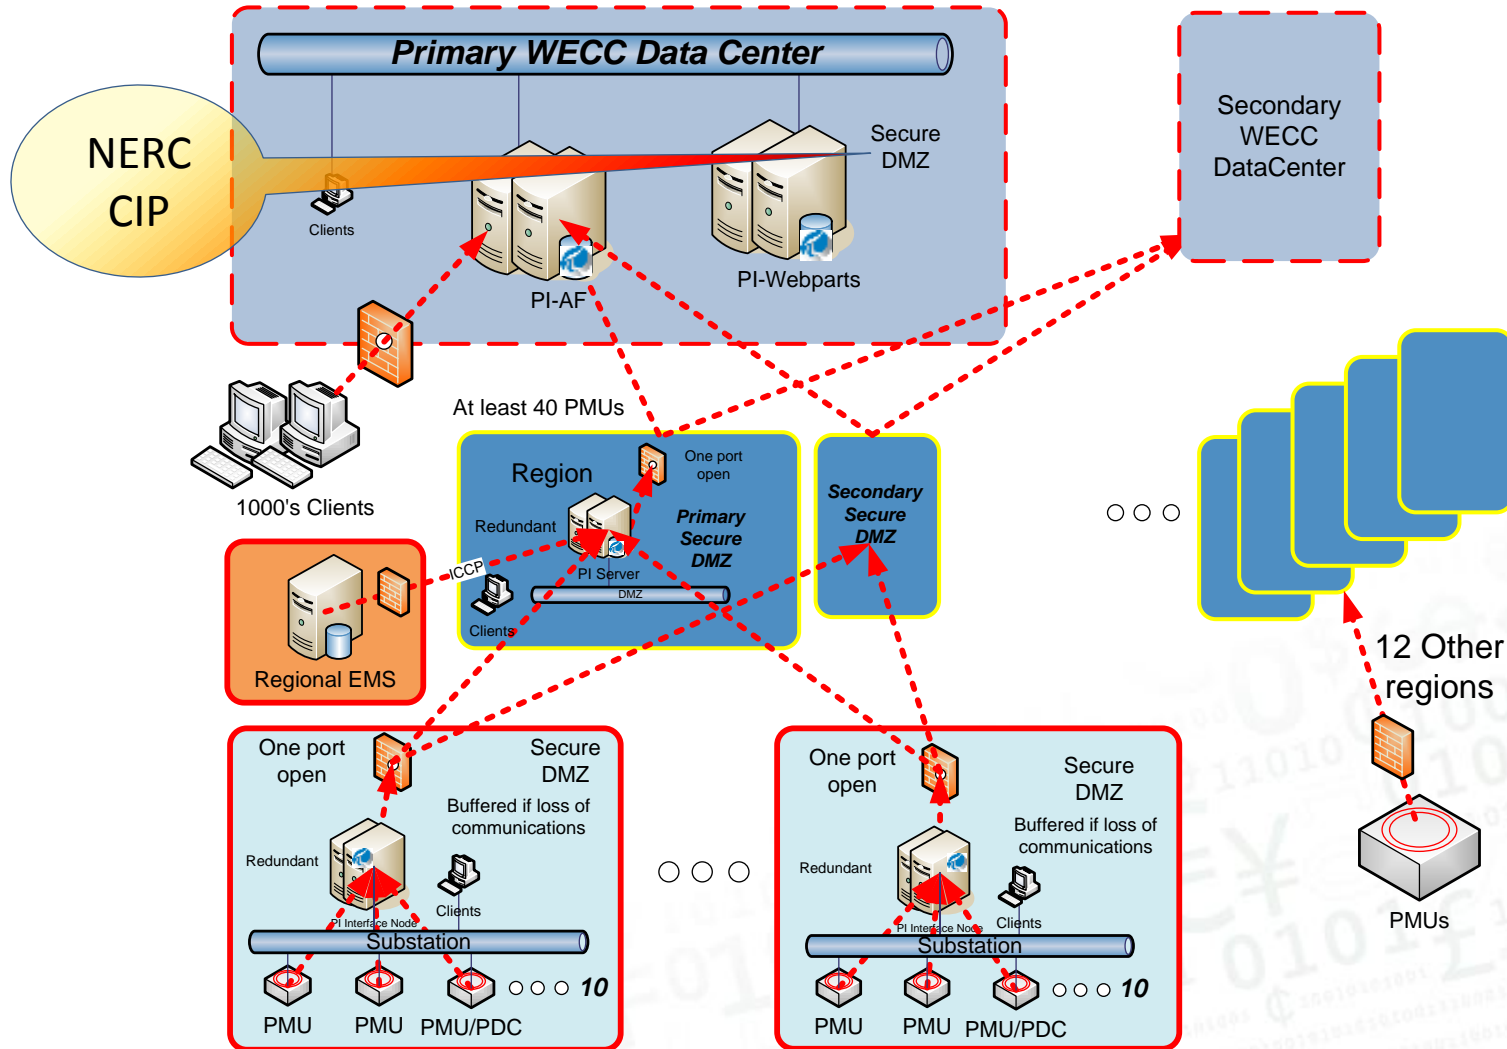 Primary WECC Data Center
NERC
CIP
Secure
DMZ
Clients
PI-AF
PI-Webparts
Secondary
WECC
DataCenter
1000's Clients
At least 40 PMUs
Region
One port
open
Redundant
Primary
Secure
DMZ
PI Server
DMZ
Clients
ICCP
Secondary
Secure
DMZ
Regional EMS
12 Other
regions
PMUs
One port
open
Secure
DMZ
Buffered if loss of
communications
Redundant
Clients
PI Interface Node
Substation
10
PMU
PMU
PMU/PDC
One port
open
Secure
DMZ
Buffered if loss of
communications
Redundant
Clients
PI Interface Node
Substation
10
PMU
PMU
PMU/PDC